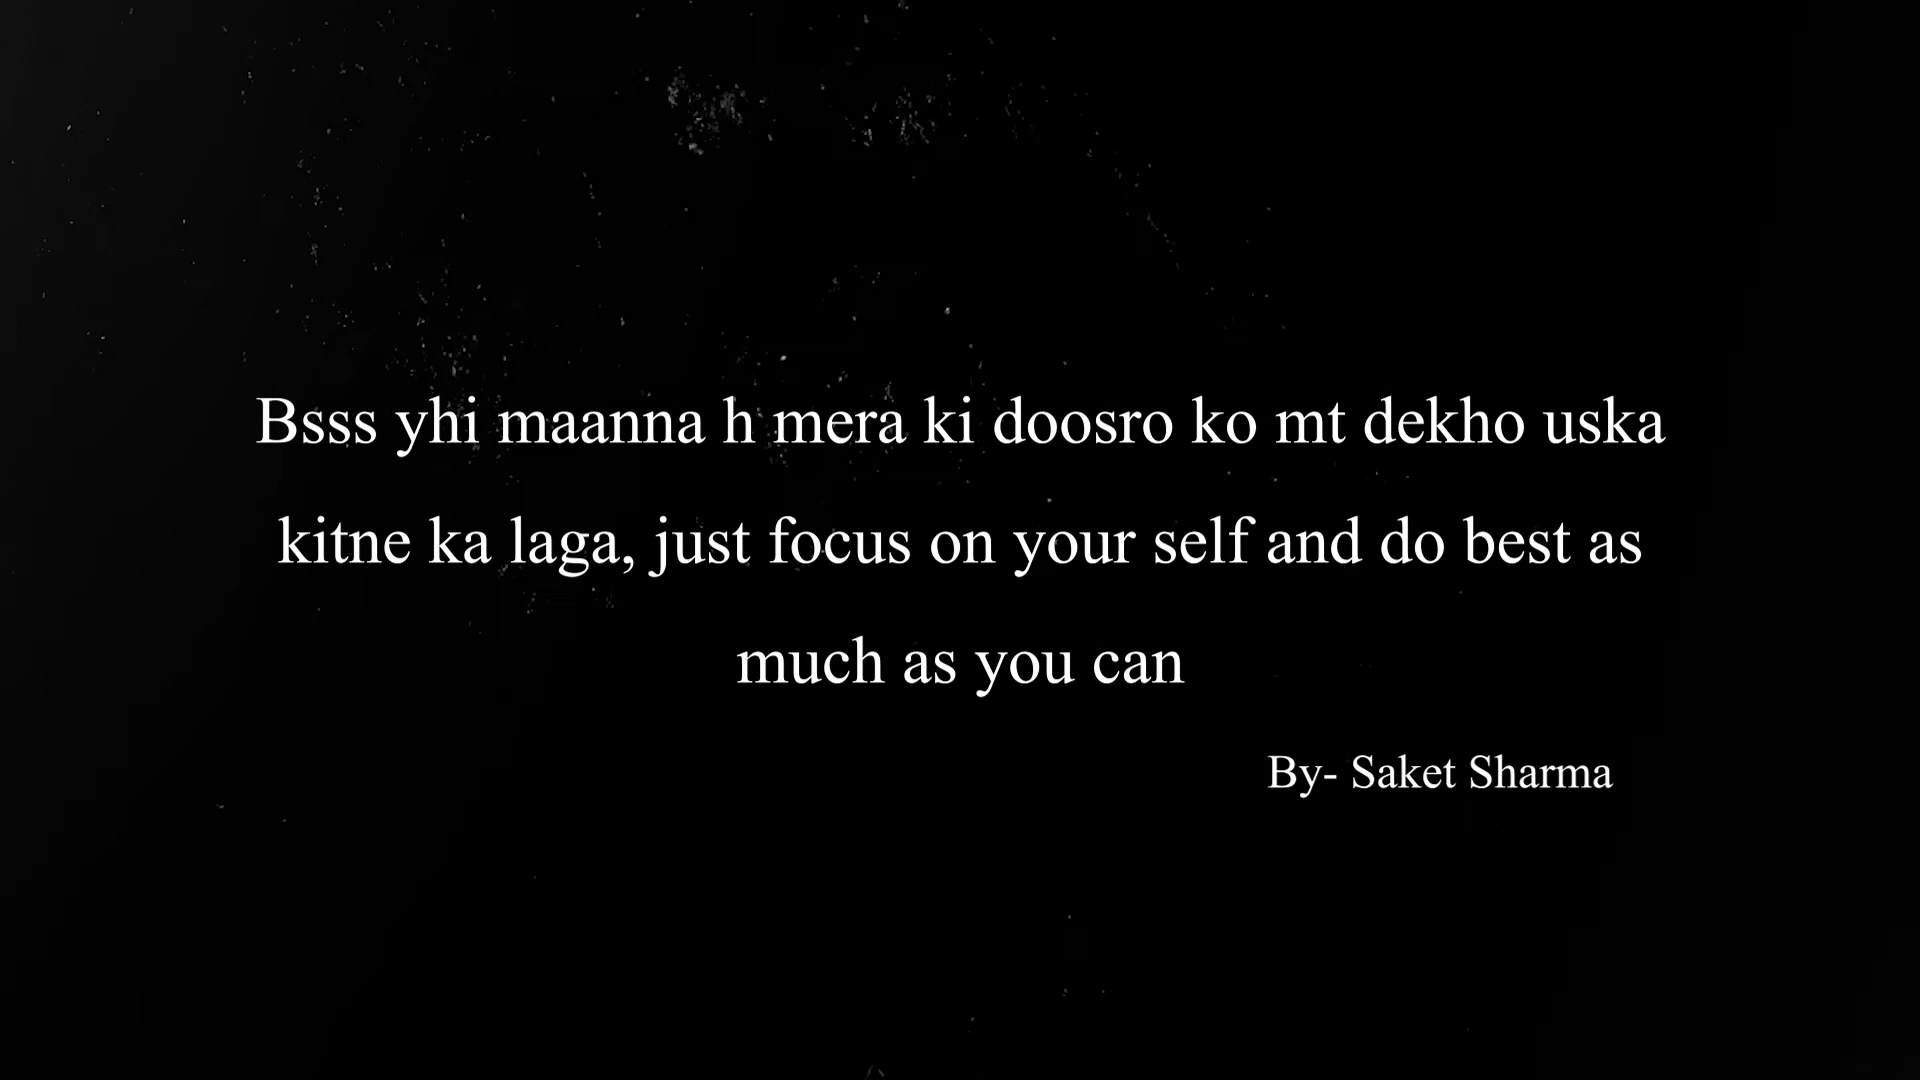 Bsss yhi maanna h mera ki doosro ko mt dekho uska
kitne ka laga, just focus on your self and do best as
much as you can
By- Saket Sharma